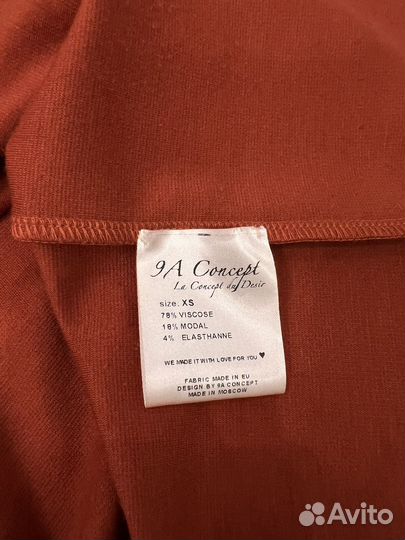 9A Concept
La Concept du Desir
size: XS
78% VISCOSE
18% MODAL
4% ELASTHANNE
WE MADE IT WITH LOVE FOR YOU ♥
FABRIC MADE IN EU
DESIGN BY 9A CONCEPT
MADE IN MOSCOW
Avito